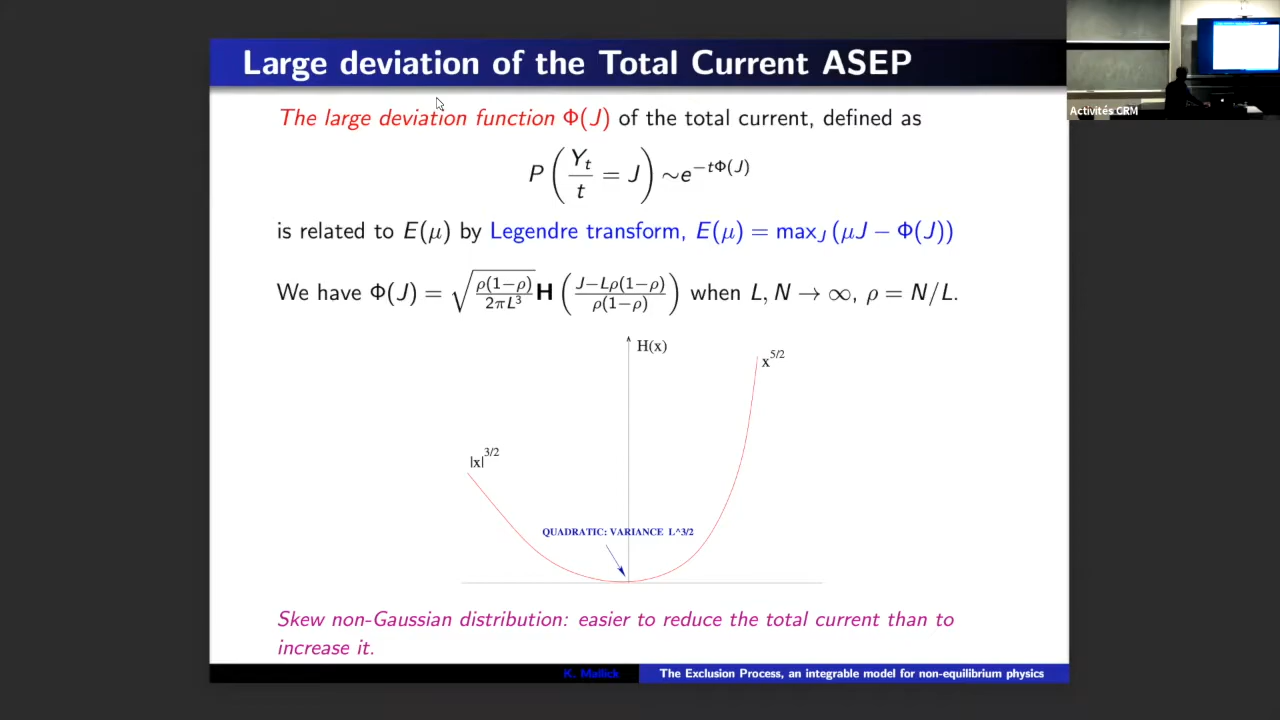 Large deviation of the Total Current ASEP
Activités CRM
The large deviation function Φ(J) of the total current, defined as
P(Y_t/t = J) ~ e^{−tΦ(J)}
is related to E(μ) by Legendre transform, E(μ) = max_J (μJ − Φ(J))
We have Φ(J) = √(ρ(1−ρ)/2πL³) H((J−Lρ(1−ρ))/ρ(1−ρ)) when L, N → ∞, ρ = N/L.
H(x)
x^{5/2}
|x|^{3/2}
QUADRATIC: VARIANCE L^3/2
Skew non-Gaussian distribution: easier to reduce the total current than to
increase it.
K. Mallick
The Exclusion Process, an integrable model for non-equilibrium physics